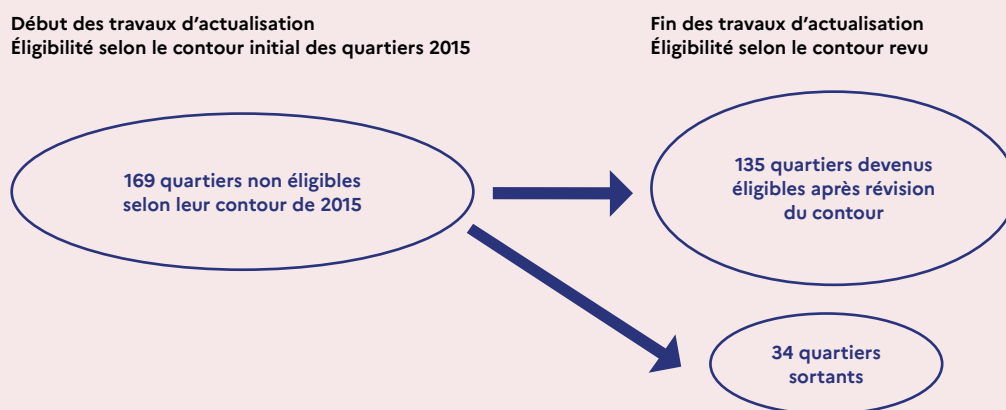 Début des travaux d’actualisation
Éligibilité selon le contour initial des quartiers 2015
Fin des travaux d’actualisation
Éligibilité selon le contour revu
169 quartiers non éligibles
selon leur contour de 2015
135 quartiers devenus
éligibles après révision
du contour
34 quartiers
sortants